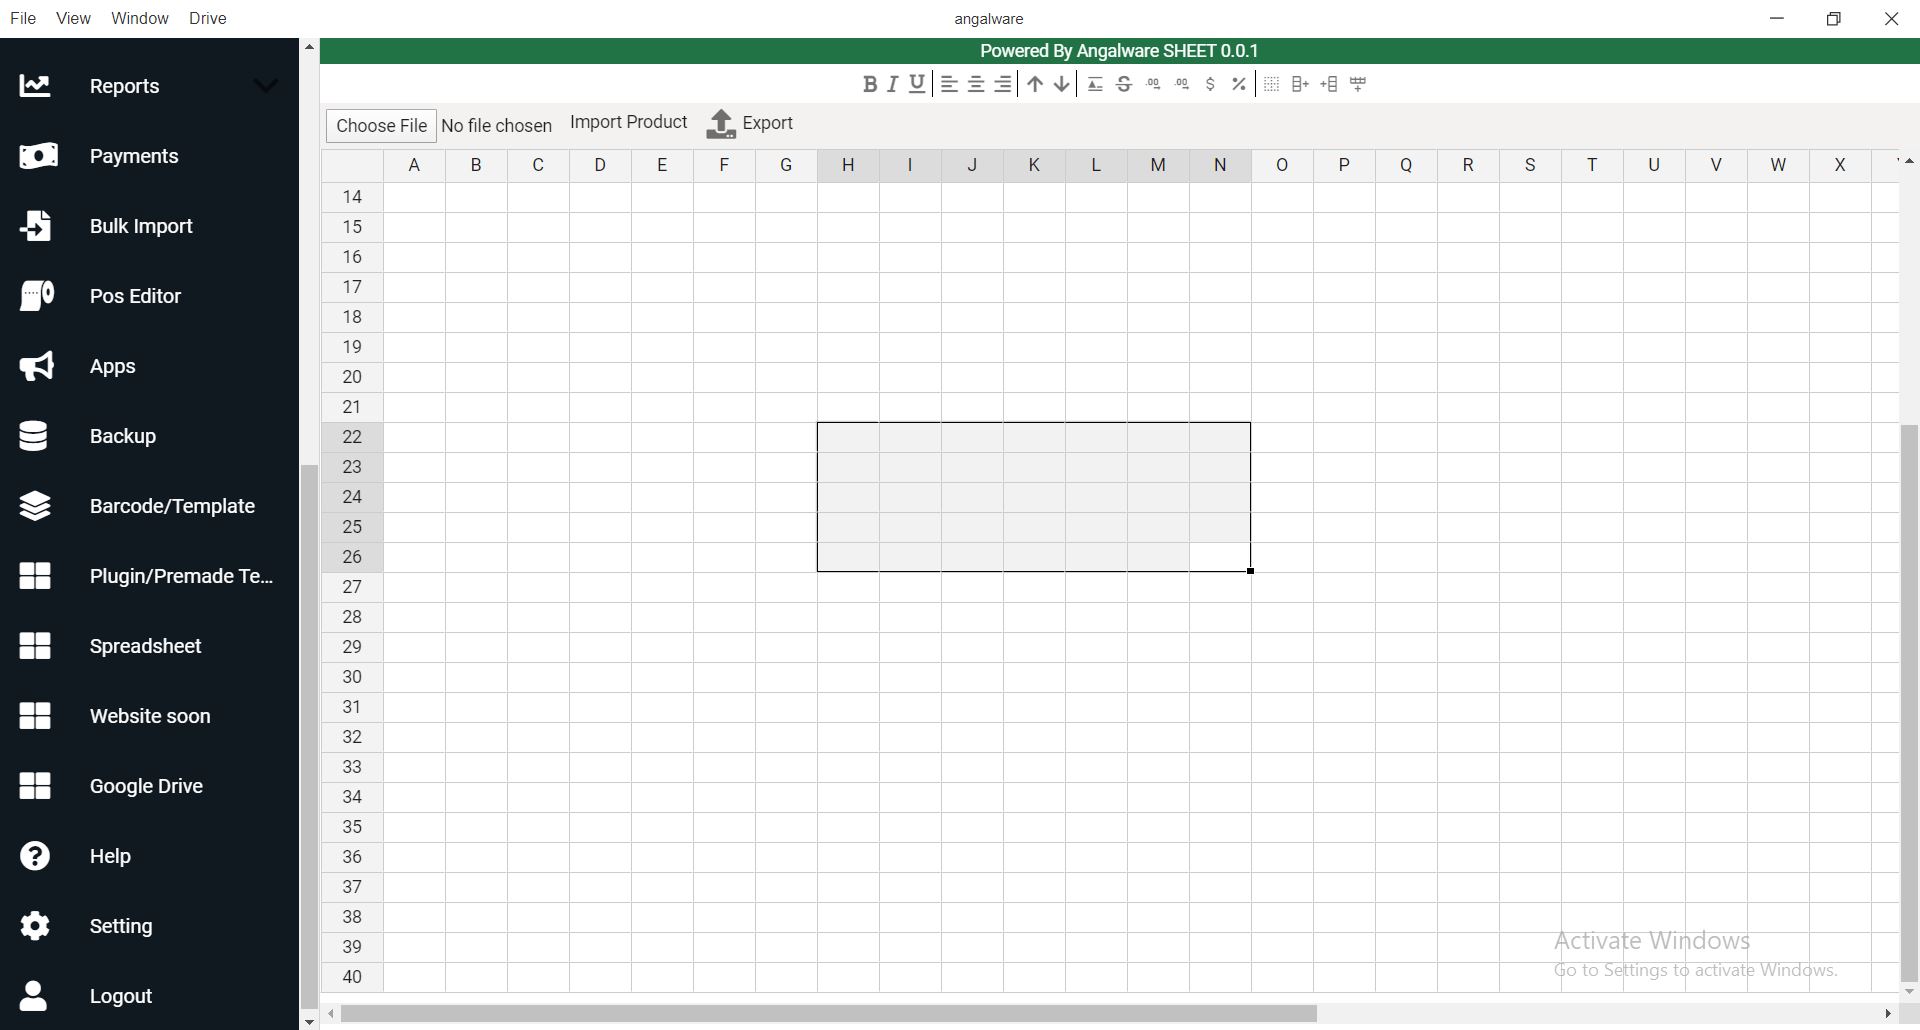 File View Window Drive
angalware
Powered By Angalware SHEET 0.0.1
B I U $ %
Choose File No file chosen Import Product Export
A B C D E F G H I J K L M N O P Q R S T U V W X
14
15
16
17
18
19
20
21
22
23
24
25
26
27
28
29
30
31
32
33
34
35
36
37
38
39
40
Reports
Payments
Bulk Import
Pos Editor
Apps
Backup
Barcode/Template
Plugin/Premade Te...
Spreadsheet
Website soon
Google Drive
Help
Setting
Logout
Activate Windows
Go to Settings to activate Windows.